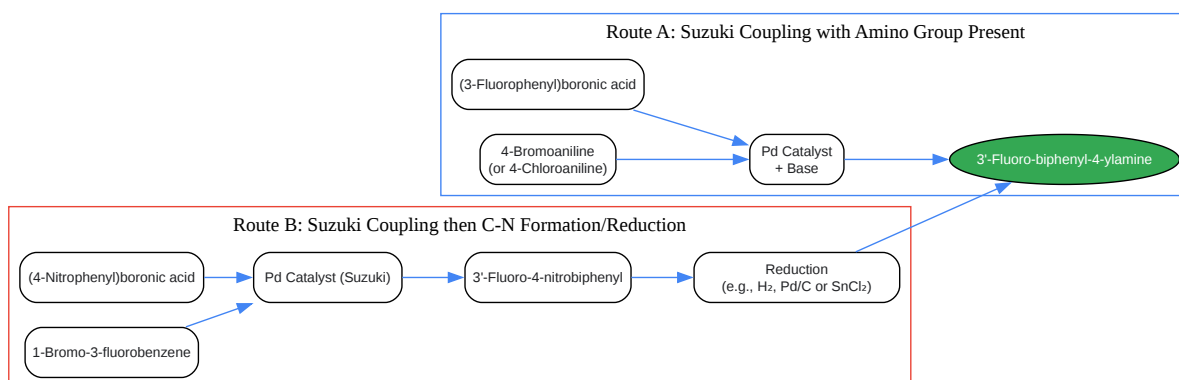 Route A: Suzuki Coupling with Amino Group Present
(3-Fluorophenyl)boronic acid
4-Bromoaniline
(or 4-Chloroaniline)
Pd Catalyst
+ Base
3'-Fluoro-biphenyl-4-ylamine
Route B: Suzuki Coupling then C-N Formation/Reduction
(4-Nitrophenyl)boronic acid
Pd Catalyst (Suzuki)
3'-Fluoro-4-nitrobiphenyl
Reduction
(e.g., H₂, Pd/C or SnCl₂)
1-Bromo-3-fluorobenzene